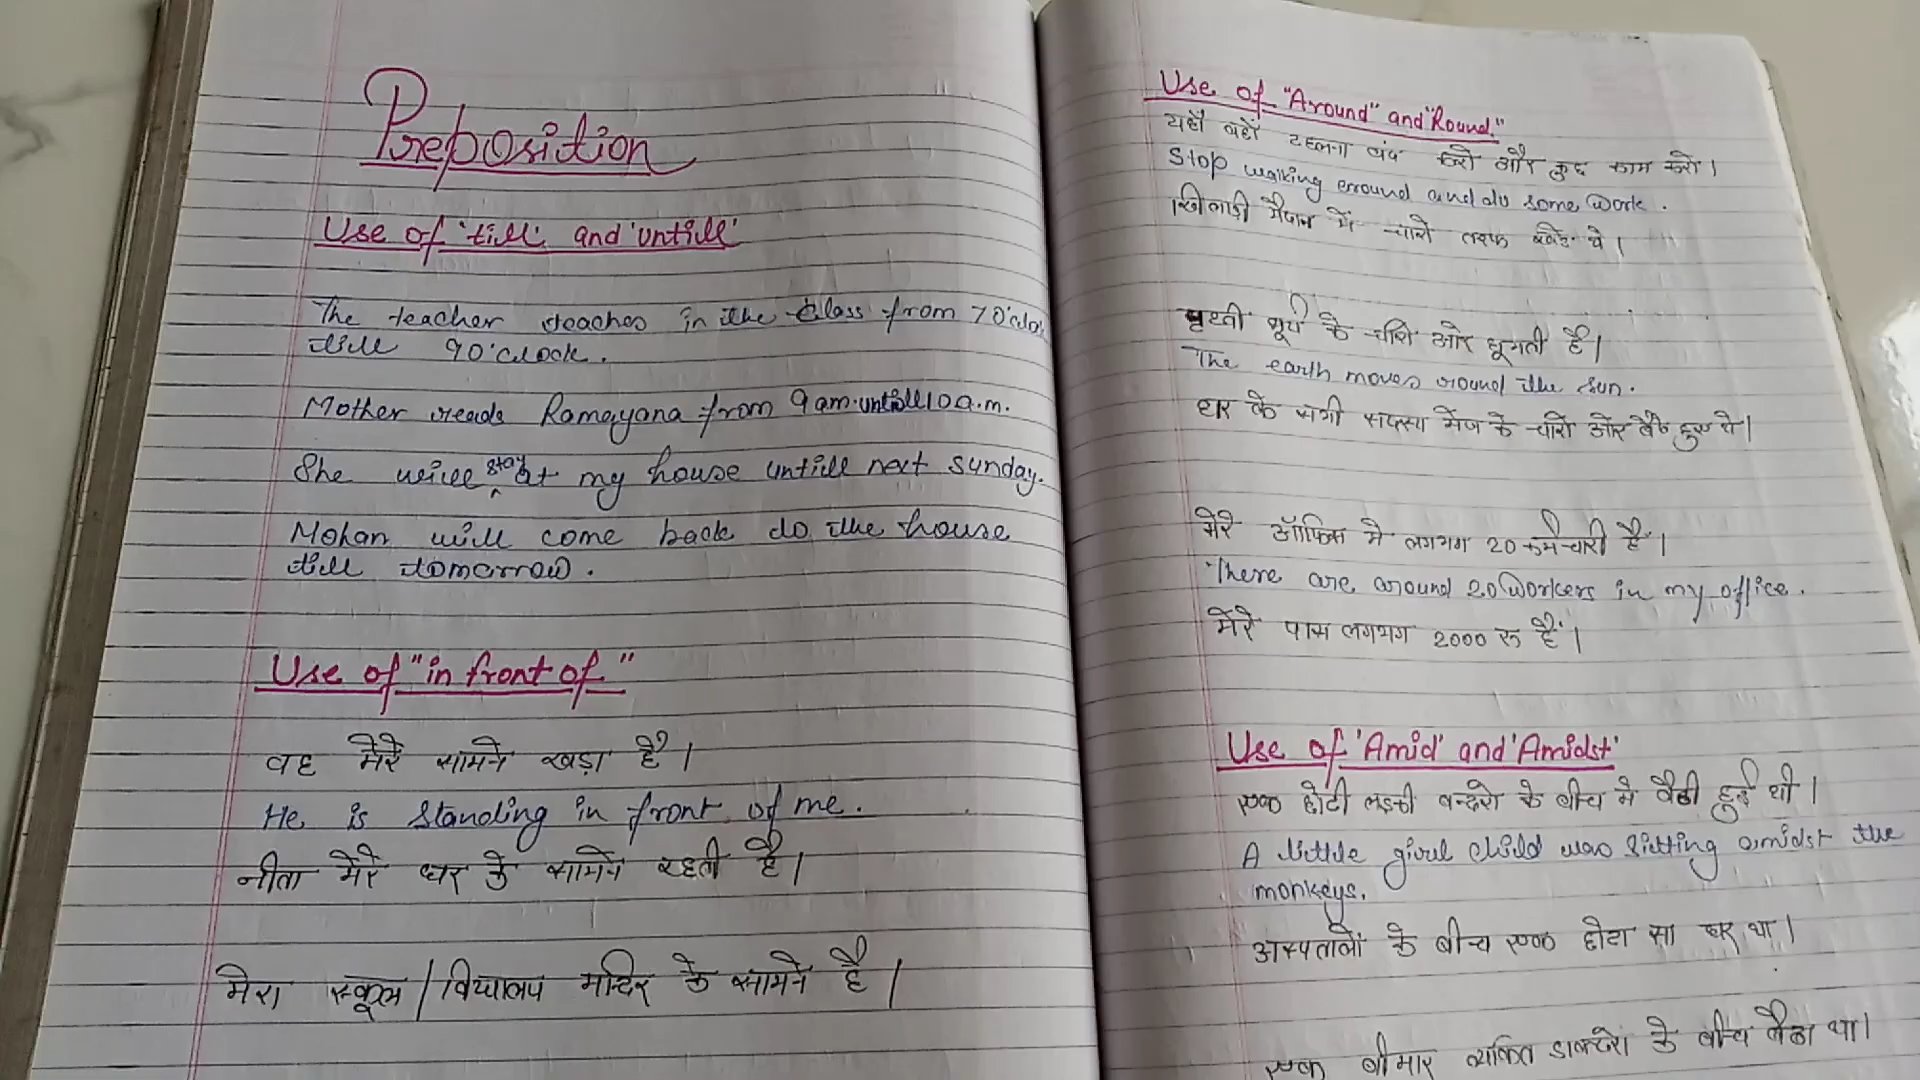 Preposition
Use of 'till' and 'untill'
The teacher teaches in the class from 7 O'clo
till 9 O'clock.
Mother reads Ramayana from 9 am. untill 10 a.m.
She will stay at my house untill next sunday.
Mohan will come back to the house
till tomorrow.
Use of "in front of"
वह मेरे सामने खड़ा है।
He is standing in front of me.
नीता मेरे घर के सामने रहती है।
मेरा स्कूल / विद्यालय मन्दिर के सामने है।
Use of "Around" and "Round"
यहाँ वहाँ टहलना बंद करो और कुछ काम करो।
Stop walking around and do some work.
खिलाड़ी मैदान में चारो तरफ खड़े थे।
पृथ्वी सूर्य के चारो ओर घूमती है।
The earth moves round the sun.
घर के सभी सदस्य मेज के चारो ओर बैठे हुए थे।
मेरे ऑफिस मे लगभग 20 कर्मचारी है।
There are around 20 workers in my office.
मेरे पास लगभग 2000 रु है।
Use of 'Amid' and 'Amidst'
एक छोटी लड़की बन्दरो के बीच मे बैठी हुई थी।
A little girl child was sitting amidst the
monkeys.
अस्पतालों के बीच एक छोटा सा घर था।
एक बीमार व्यक्ति डाक्टरो के बीच बैठा था।